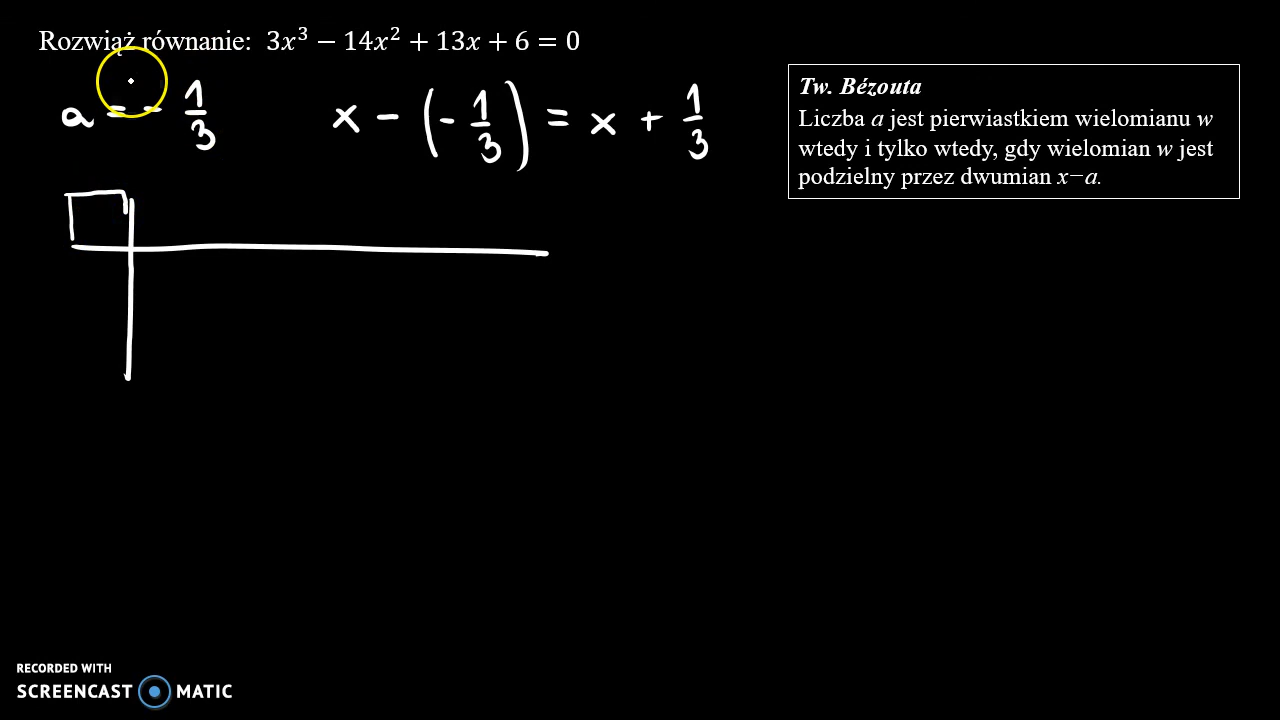 Rozwiąż równanie: 3x³ − 14x² + 13x + 6 = 0
a = − 1/3
x − (− 1/3) = x + 1/3
Tw. Bézouta
Liczba a jest pierwiastkiem wielomianu w
wtedy i tylko wtedy, gdy wielomian w jest
podzielny przez dwumian x−a.
RECORDED WITH
SCREENCAST MATIC